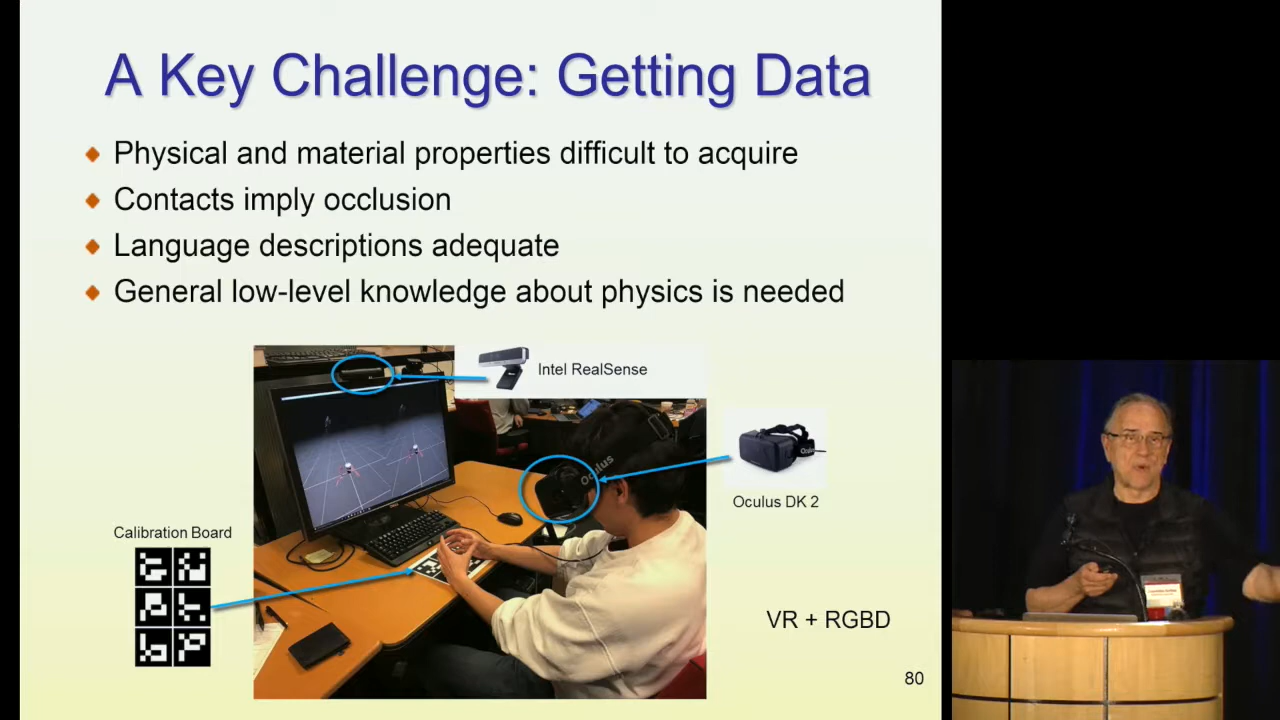 A Key Challenge: Getting Data
Physical and material properties difficult to acquire
Contacts imply occlusion
Language descriptions adequate
General low-level knowledge about physics is needed
Intel RealSense
Oculus
Oculus DK 2
Calibration Board
VR + RGBD
80